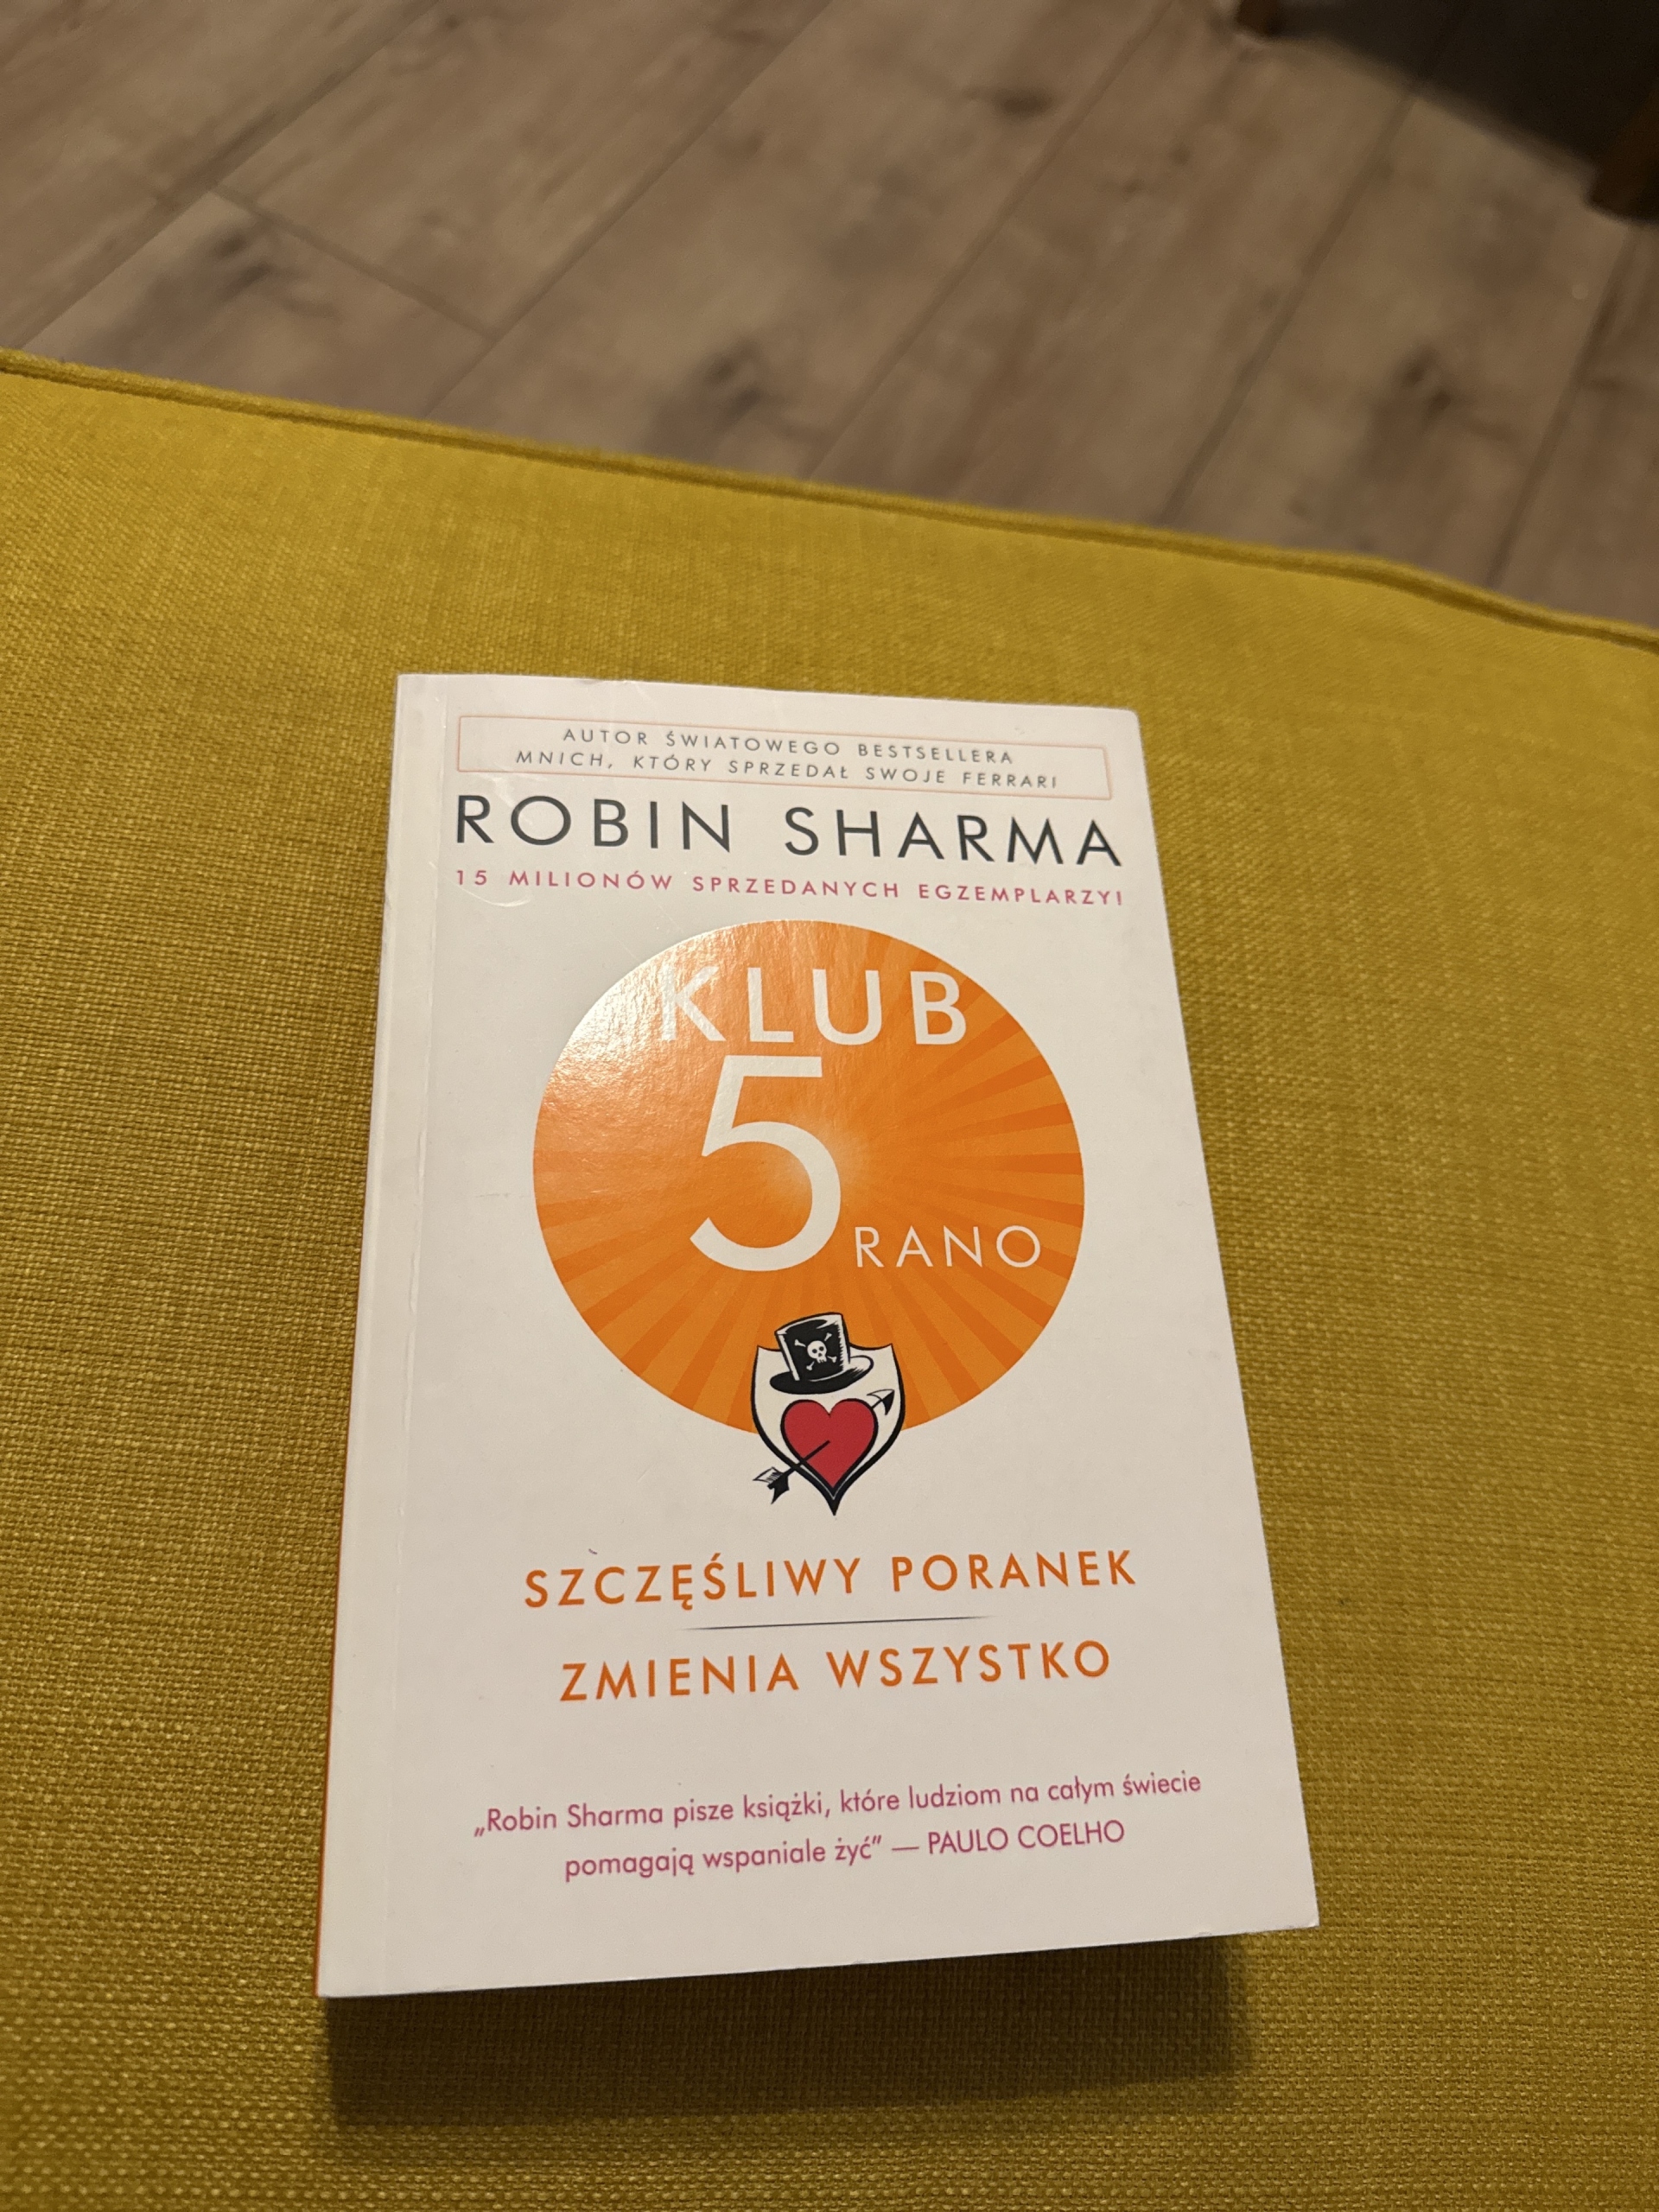 AUTOR ŚWIATOWEGO BESTSELLERA
MNICH, KTÓRY SPRZEDAŁ SWOJE FERRARI
ROBIN SHARMA
15 MILIONÓW SPRZEDANYCH EGZEMPLARZY!
KLUB
5 RANO
SZCZĘŚLIWY PORANEK
ZMIENIA WSZYSTKO
„Robin Sharma pisze książki, które ludziom na całym świecie
pomagają wspaniale żyć” — PAULO COELHO